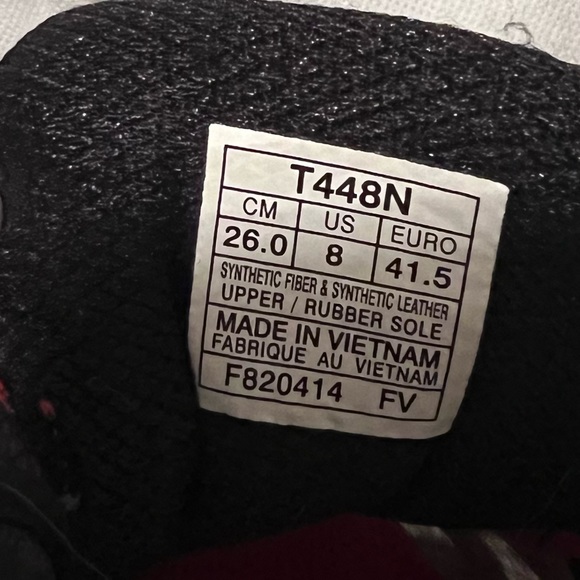 T448N
CM US EURO
26.0 8 41.5
SYNTHETIC FIBER & SYNTHETIC LEATHER
UPPER / RUBBER SOLE
MADE IN VIETNAM
FABRIQUE AU VIETNAM
F820414 FV